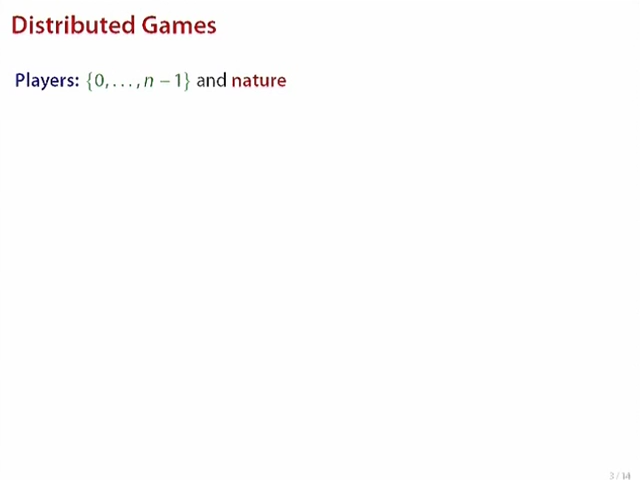 Distributed Games
Players: {0, . . . , n − 1} and nature
3 / 14